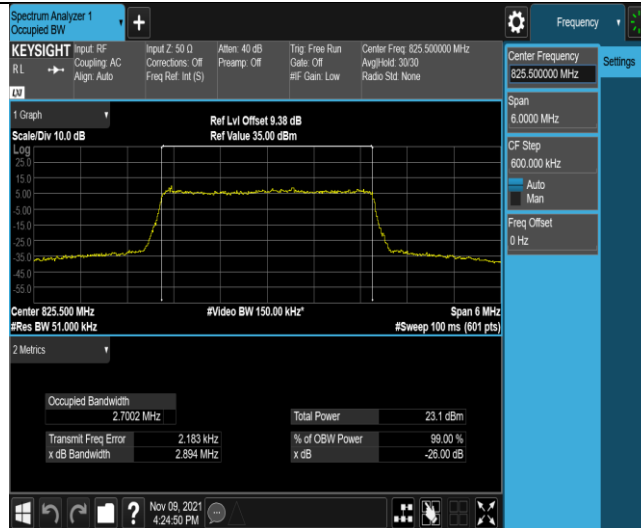 Spectrum Analyzer 1
Occupied BW
Frequency
KEYSIGHT
RL
LXI
Input: RF
Coupling: AC
Align: Auto
Input Z: 50 Ω
Corrections: Off
Freq Ref: Int (S)
Atten: 40 dB
Preamp: Off
Trig: Free Run
Gate: Off
#IF Gain: Low
Center Freq: 825.500000 MHz
Avg|Hold: 30/30
Radio Std: None
Center Frequency
825.500000 MHz
Settings
Span
6.0000 MHz
CF Step
600.000 kHz
Auto
Man
Freq Offset
0 Hz
1 Graph
Scale/Div 10.0 dB
Ref Lvl Offset 9.38 dB
Ref Value 35.00 dBm
Log
25.0
15.0
5.00
-5.00
-15.0
-25.0
-35.0
-45.0
-55.0
Center 825.500 MHz
#Video BW 150.00 kHz*
Span 6 MHz
#Res BW 51.000 kHz
#Sweep 100 ms (601 pts)
2 Metrics
Occupied Bandwidth
2.7002 MHz
Total Power 23.1 dBm
Transmit Freq Error 2.183 kHz
% of OBW Power 99.00 %
x dB Bandwidth 2.894 MHz
x dB -26.00 dB
?
Nov 09, 2021
4:24:50 PM